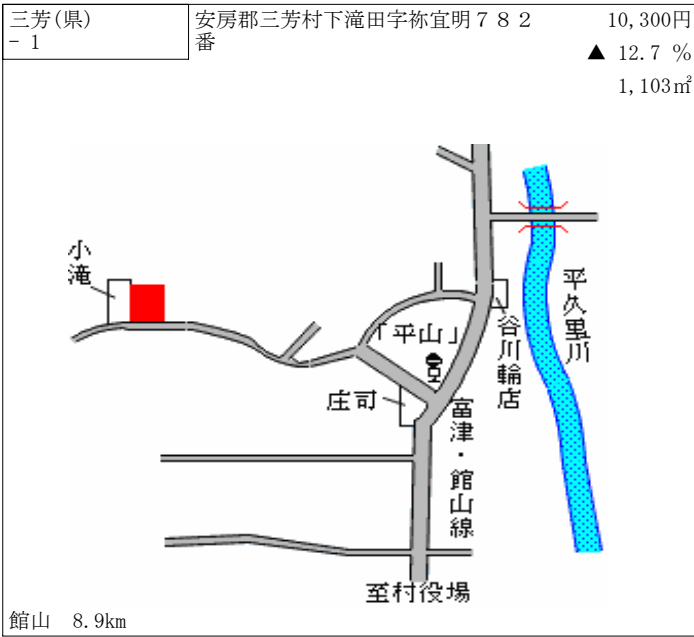 三芳(県)
- 1
安房郡三芳村下滝田字祢宜明７８２
番
10,300円
▲ 12.7 %
1,103㎡
小滝
「平山」
平久里川
谷川輪店
庄司
富津・館山線
至村役場
館山 8.9km